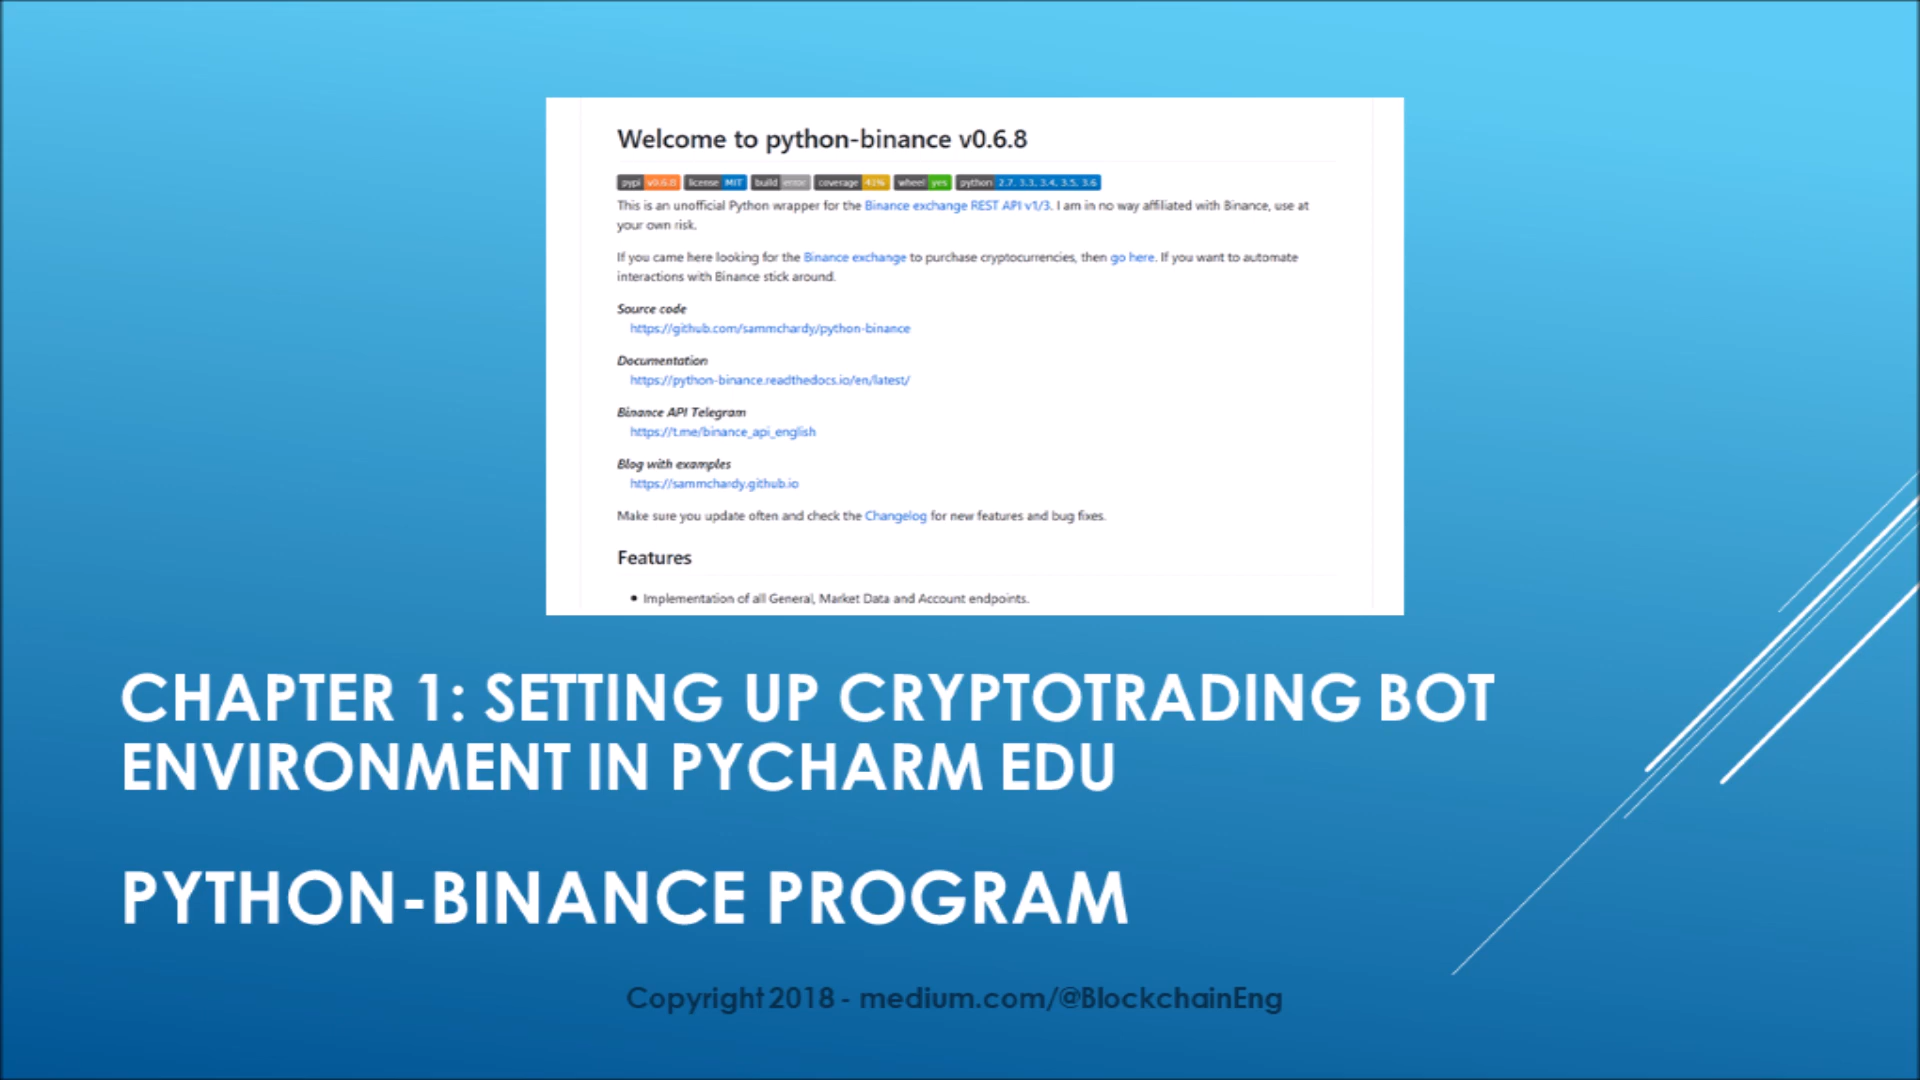 Welcome to python-binance v0.6.8
pypi v0.6.8 license MIT build error coverage 41% wheel yes python 2.7, 3.3, 3.4, 3.5, 3.6
This is an unofficial Python wrapper for the Binance exchange REST API v1/3. I am in no way affiliated with Binance, use at
your own risk.
If you came here looking for the Binance exchange to purchase cryptocurrencies, then go here. If you want to automate
interactions with Binance stick around.
Source code
https://github.com/sammchardy/python-binance
Documentation
https://python-binance.readthedocs.io/en/latest/
Binance API Telegram
https://t.me/binance_api_english
Blog with examples
https://sammchardy.github.io
Make sure you update often and check the Changelog for new features and bug fixes.
Features
• Implementation of all General, Market Data and Account endpoints.
CHAPTER 1: SETTING UP CRYPTOTRADING BOT
ENVIRONMENT IN PYCHARM EDU
PYTHON-BINANCE PROGRAM
Copyright 2018 - medium.com/@BlockchainEng